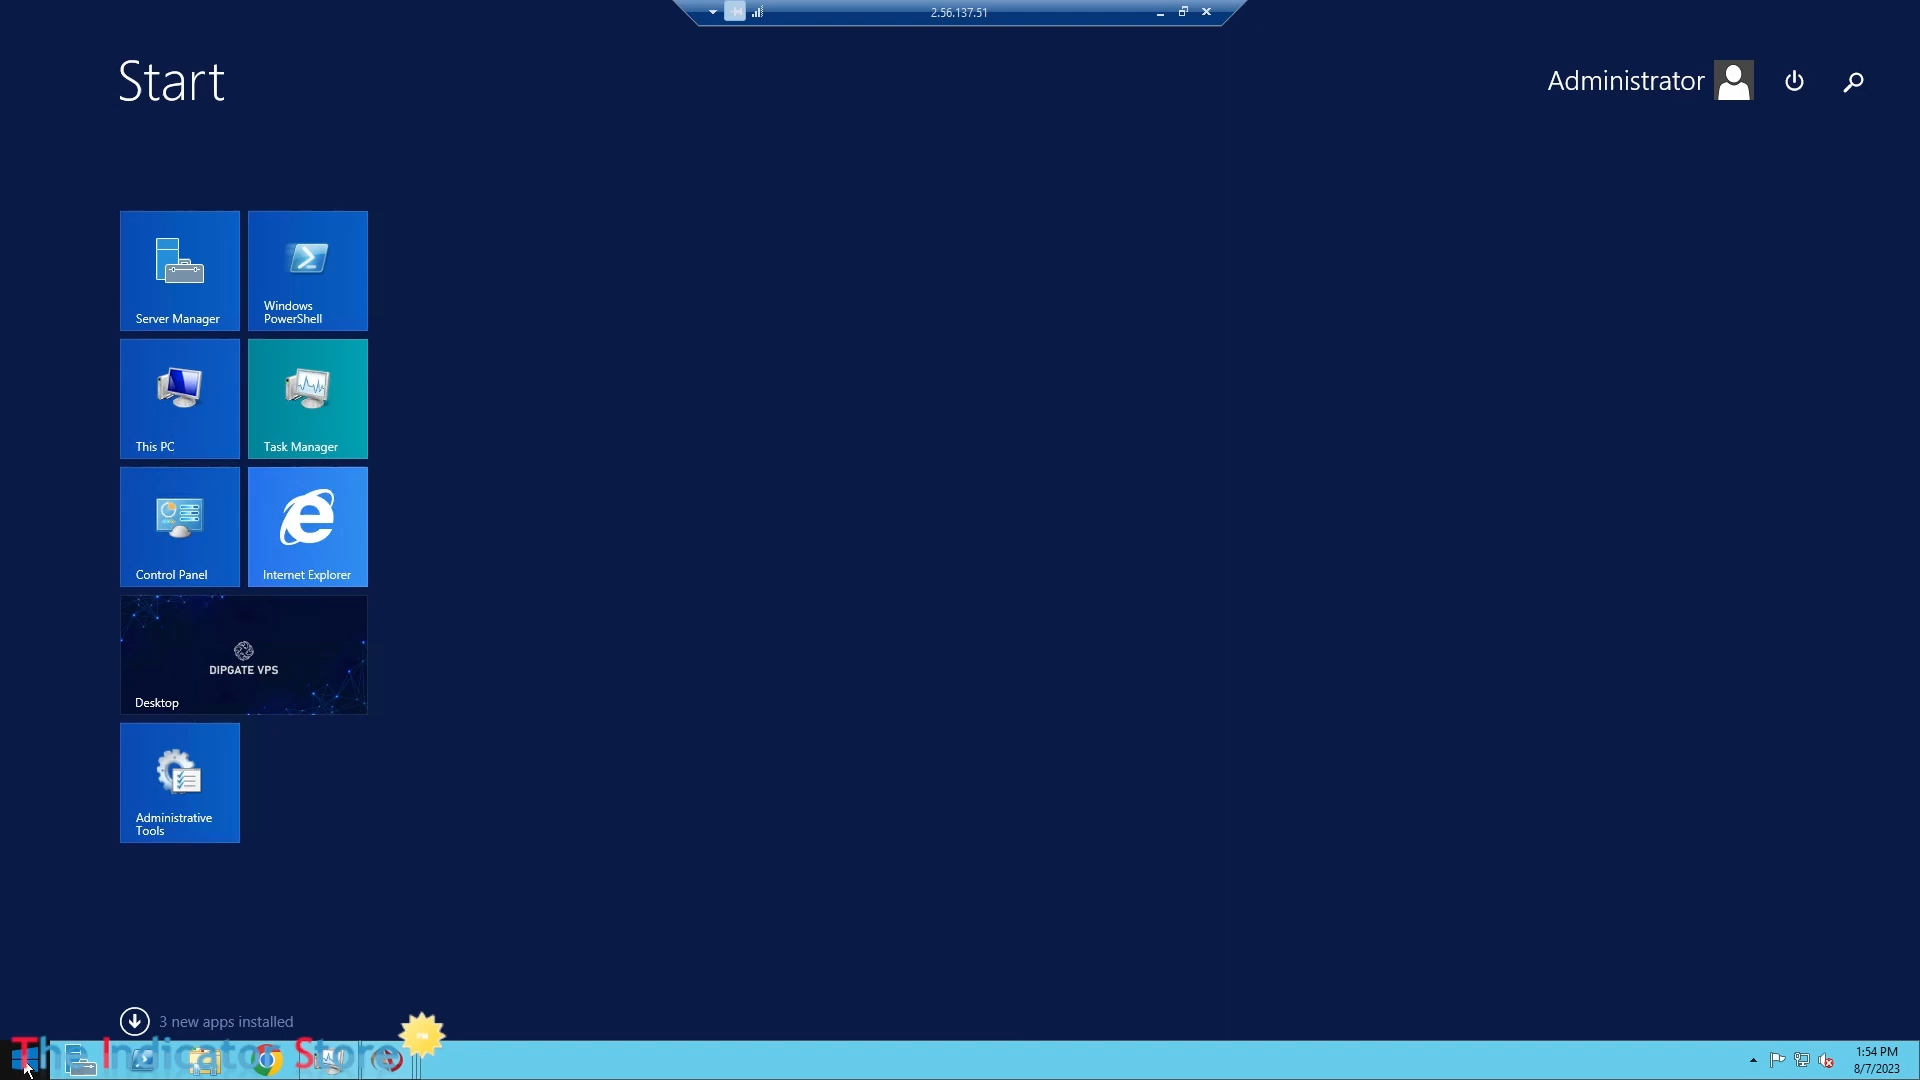 2.56.137.51
Start
Administrator
Server Manager
Windows
PowerShell
This PC
Task Manager
Control Panel
Internet Explorer
DIPGATE VPS
Desktop
Administrative
Tools
3 new apps installed
The Indicator Store
1:54 PM
8/7/2023